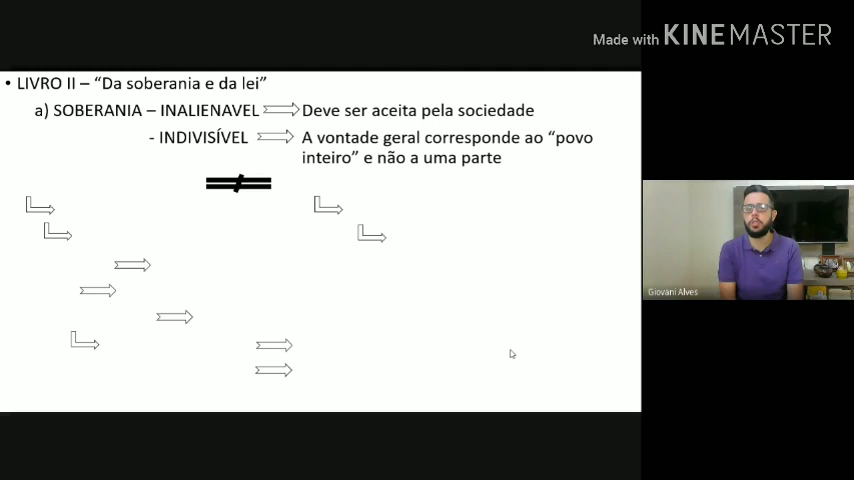 Made with KINEMASTER
• LIVRO II – “Da soberania e da lei”
a) SOBERANIA – INALIENAVEL Deve ser aceita pela sociedade
- INDIVISÍVEL A vontade geral corresponde ao “povo
inteiro” e não a uma parte
Giovani Alves